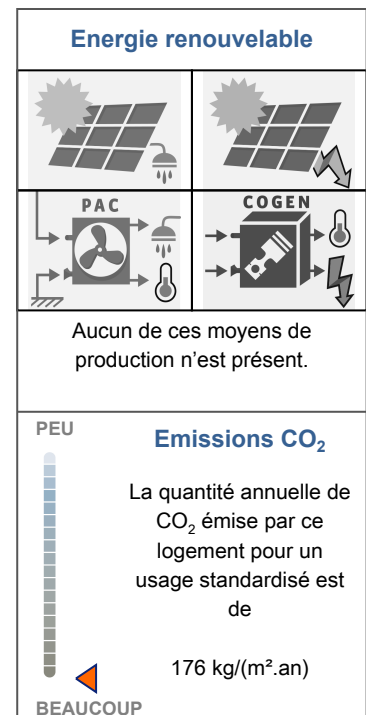 Energie renouvelable
PAC
COGEN
Aucun de ces moyens de
production n'est présent.
PEU
Emissions CO₂
La quantité annuelle de
CO₂ émise par ce
logement pour un
usage standardisé est
de
176 kg/(m².an)
BEAUCOUP